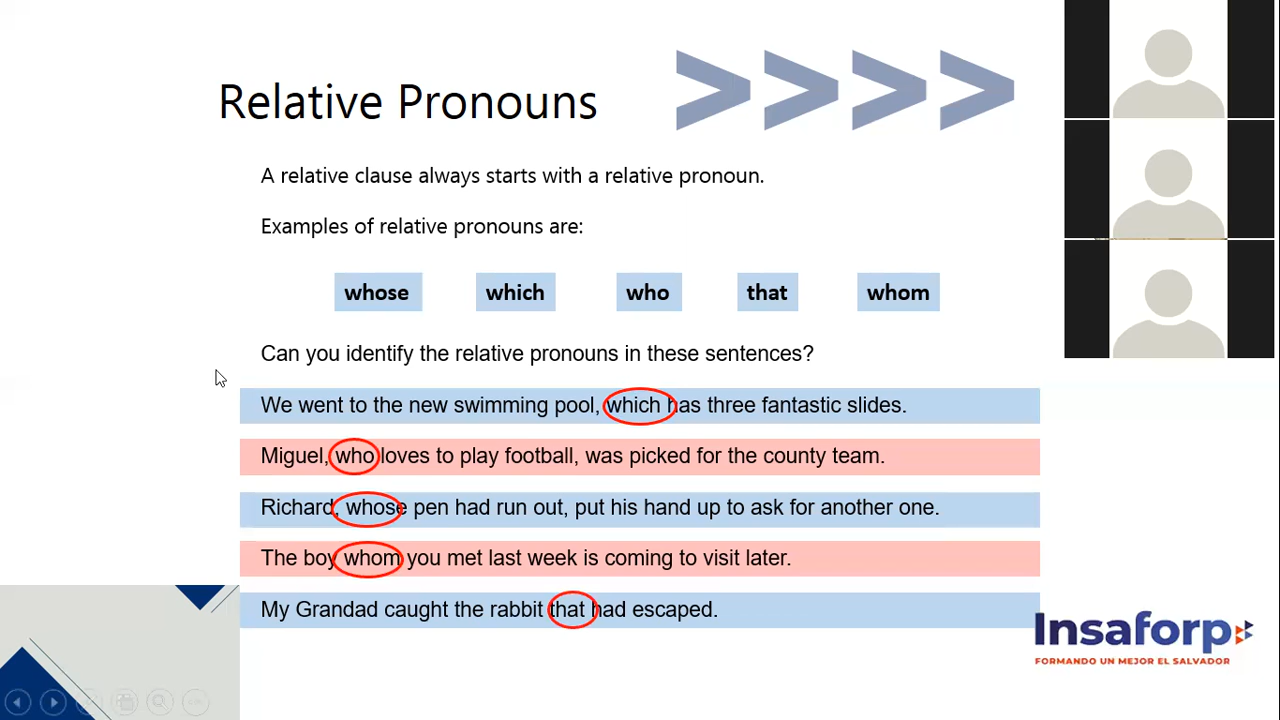 Relative Pronouns
A relative clause always starts with a relative pronoun.
Examples of relative pronouns are:
whose which who that whom
Can you identify the relative pronouns in these sentences?
We went to the new swimming pool, which has three fantastic slides.
Miguel, who loves to play football, was picked for the county team.
Richard, whose pen had run out, put his hand up to ask for another one.
The boy whom you met last week is coming to visit later.
My Grandad caught the rabbit that had escaped.
Insaforp
FORMANDO UN MEJOR EL SALVADOR